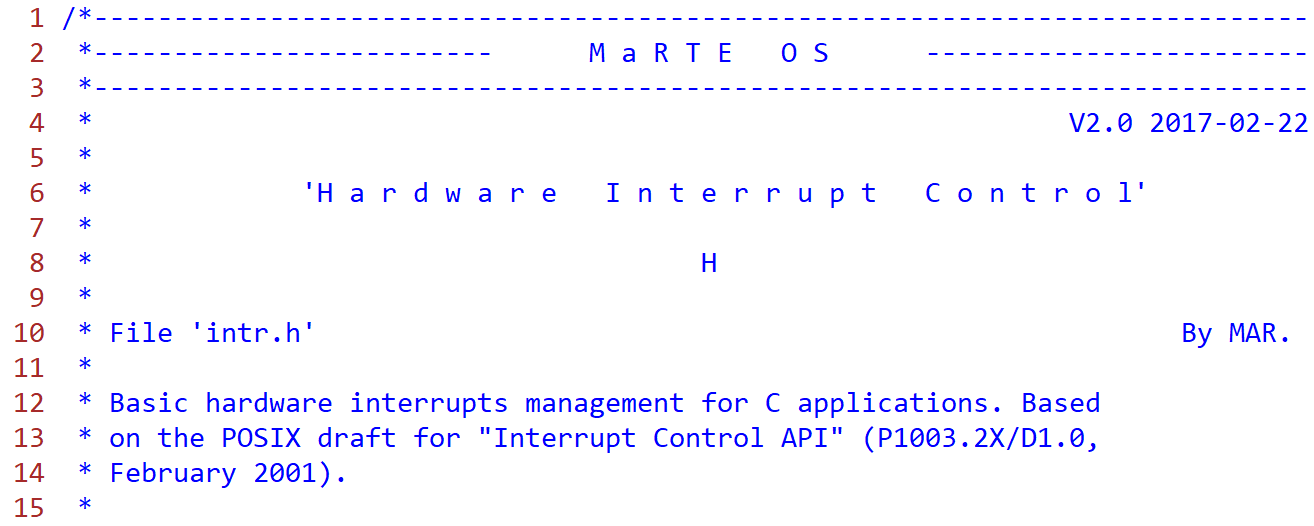 1 /*----------------------------------------------------------------------------
2  *-------------------------      M a R T E   O S      ------------------------
3  *----------------------------------------------------------------------------
4  *                                                             V2.0 2017-02-22
5  *
6  *             'H a r d w a r e   I n t e r r u p t   C o n t r o l'
7  *
8  *                                      H
9  *
10  * File 'intr.h'                                                      By MAR.
11  *
12  * Basic hardware interrupts management for C applications. Based
13  * on the POSIX draft for "Interrupt Control API" (P1003.2X/D1.0,
14  * February 2001).
15  *